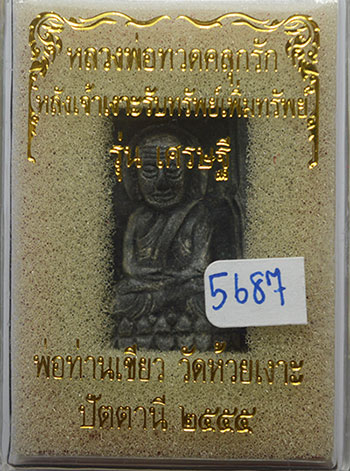 หลวงพ่อทวดคลุกรัก
หลังเจ้าเงาะรับทรัพย์เพิ่มทรัพย์
รุ่น เศรษฐี
5687
พ่อท่านเขียว วัดห้วยเงาะ
ปัตตานี ๒๕๕๕